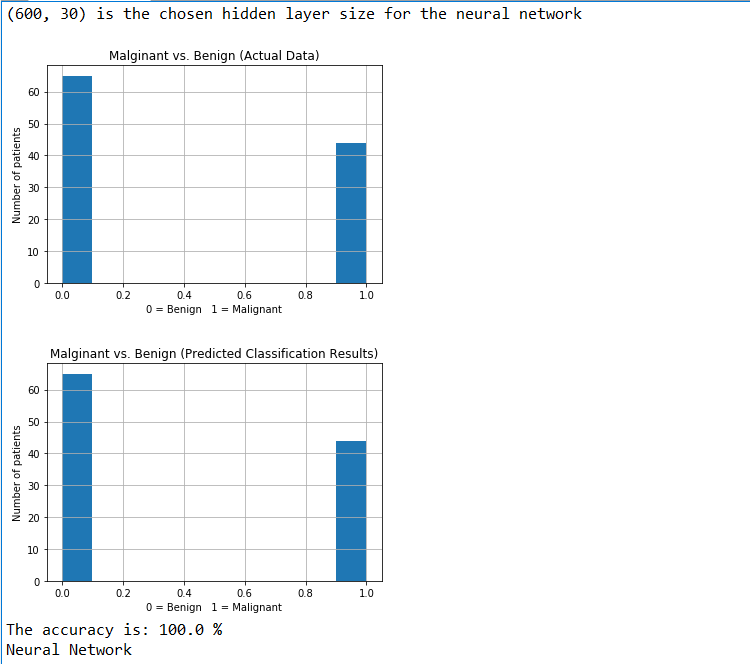 (600, 30) is the chosen hidden layer size for the neural network
Malginant vs. Benign (Actual Data)
Number of patients
60
50
40
30
20
10
0
0.0 0.2 0.4 0.6 0.8 1.0
0 = Benign 1 = Malignant
Malginant vs. Benign (Predicted Classification Results)
Number of patients
60
50
40
30
20
10
0
0.0 0.2 0.4 0.6 0.8 1.0
0 = Benign 1 = Malignant
The accuracy is: 100.0 %
Neural Network